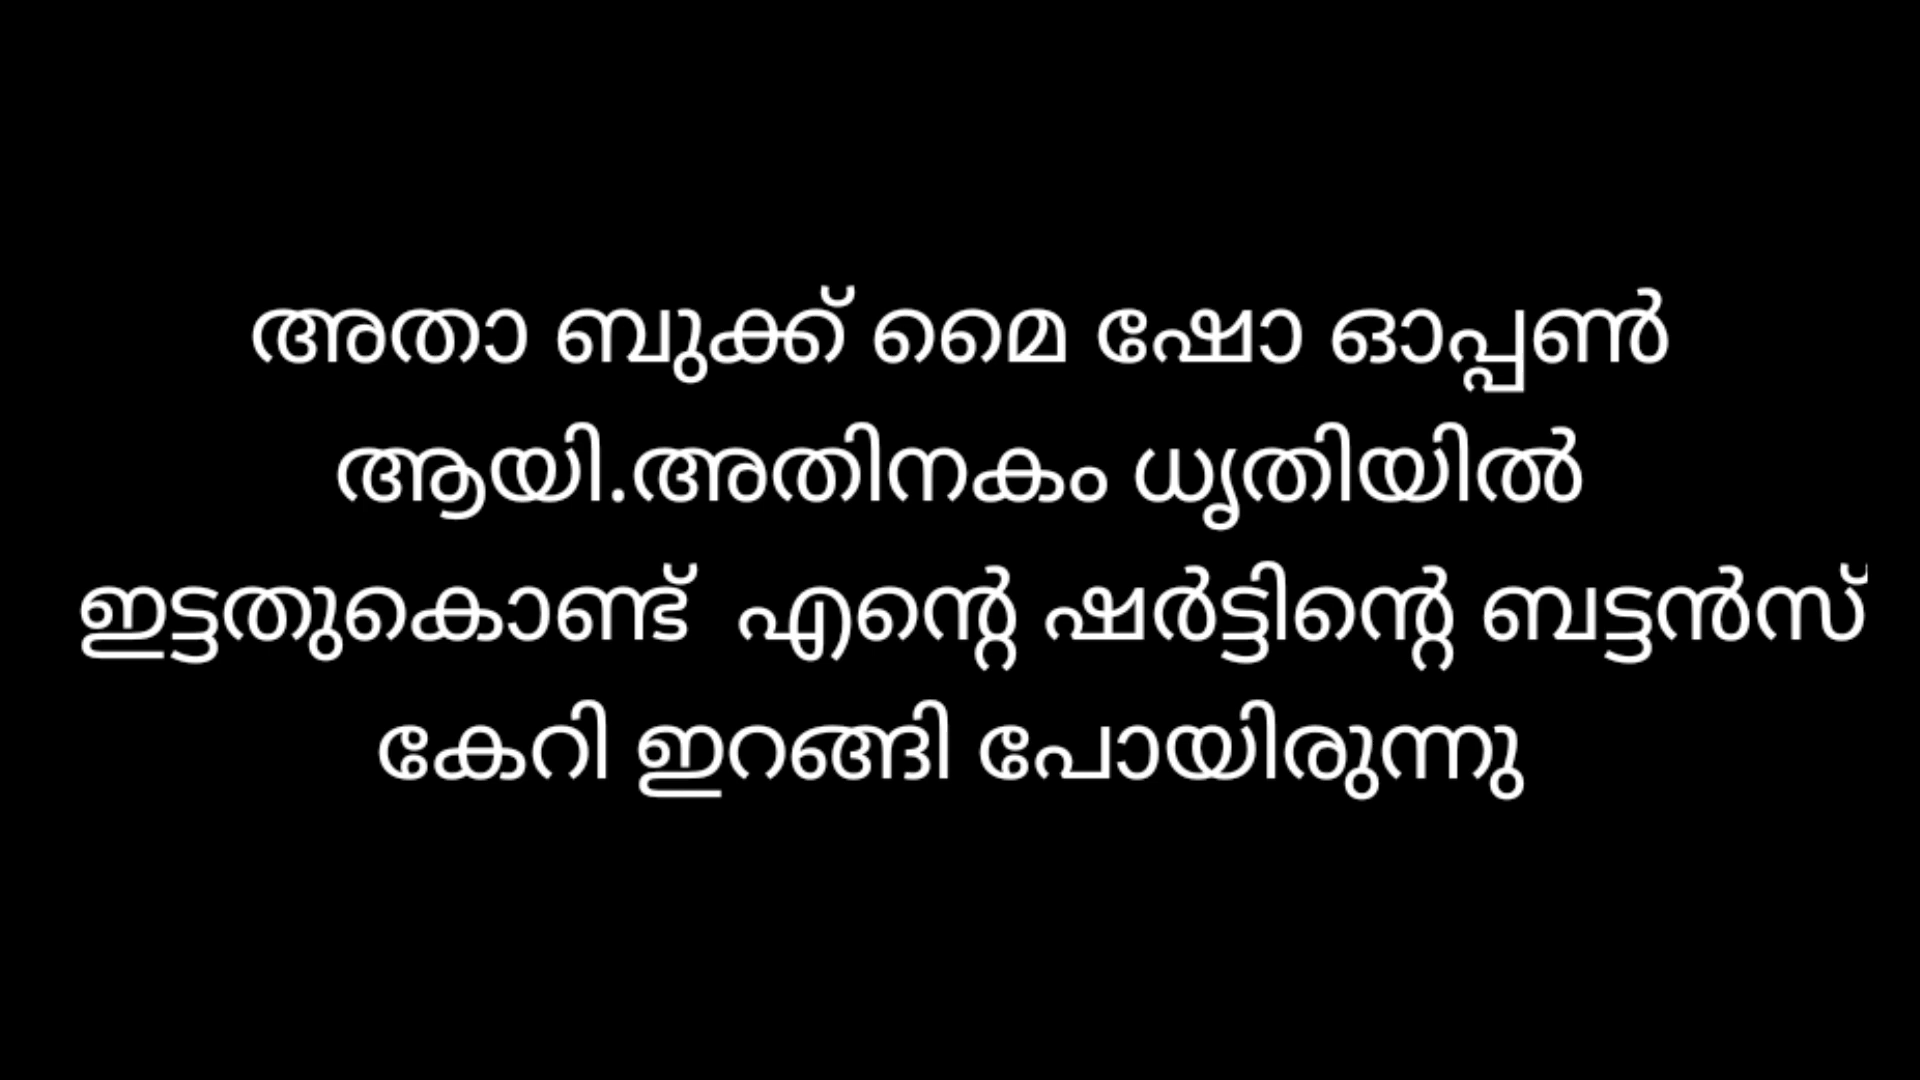 അതാ ബുക്ക് മൈ ഷോ ഓപ്പൺ
ആയി.അതിനകം ധൃതിയിൽ
ഇട്ടതുകൊണ്ട്  എന്റെ ഷർട്ടിന്റെ ബട്ടൻസ്
കേറി ഇറങ്ങി പോയിരുന്നു